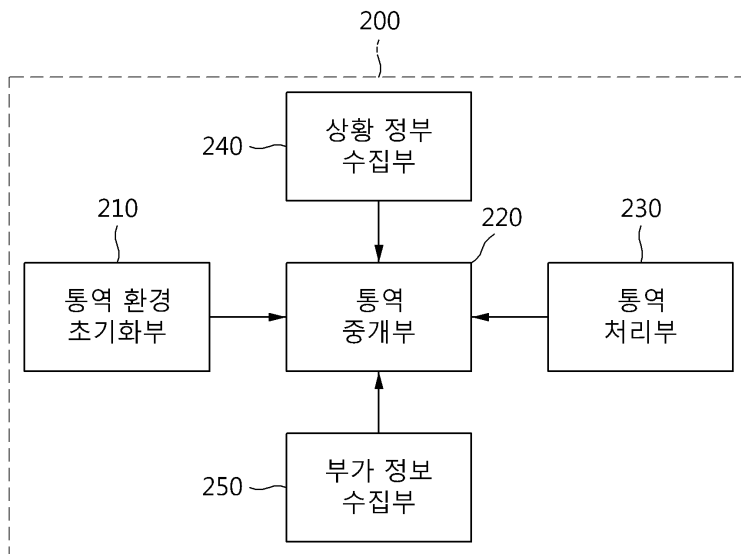 200
240
상황 정부
수집부
210
220
230
통역 환경
초기화부
통역
중개부
통역
처리부
250
부가 정보
수집부